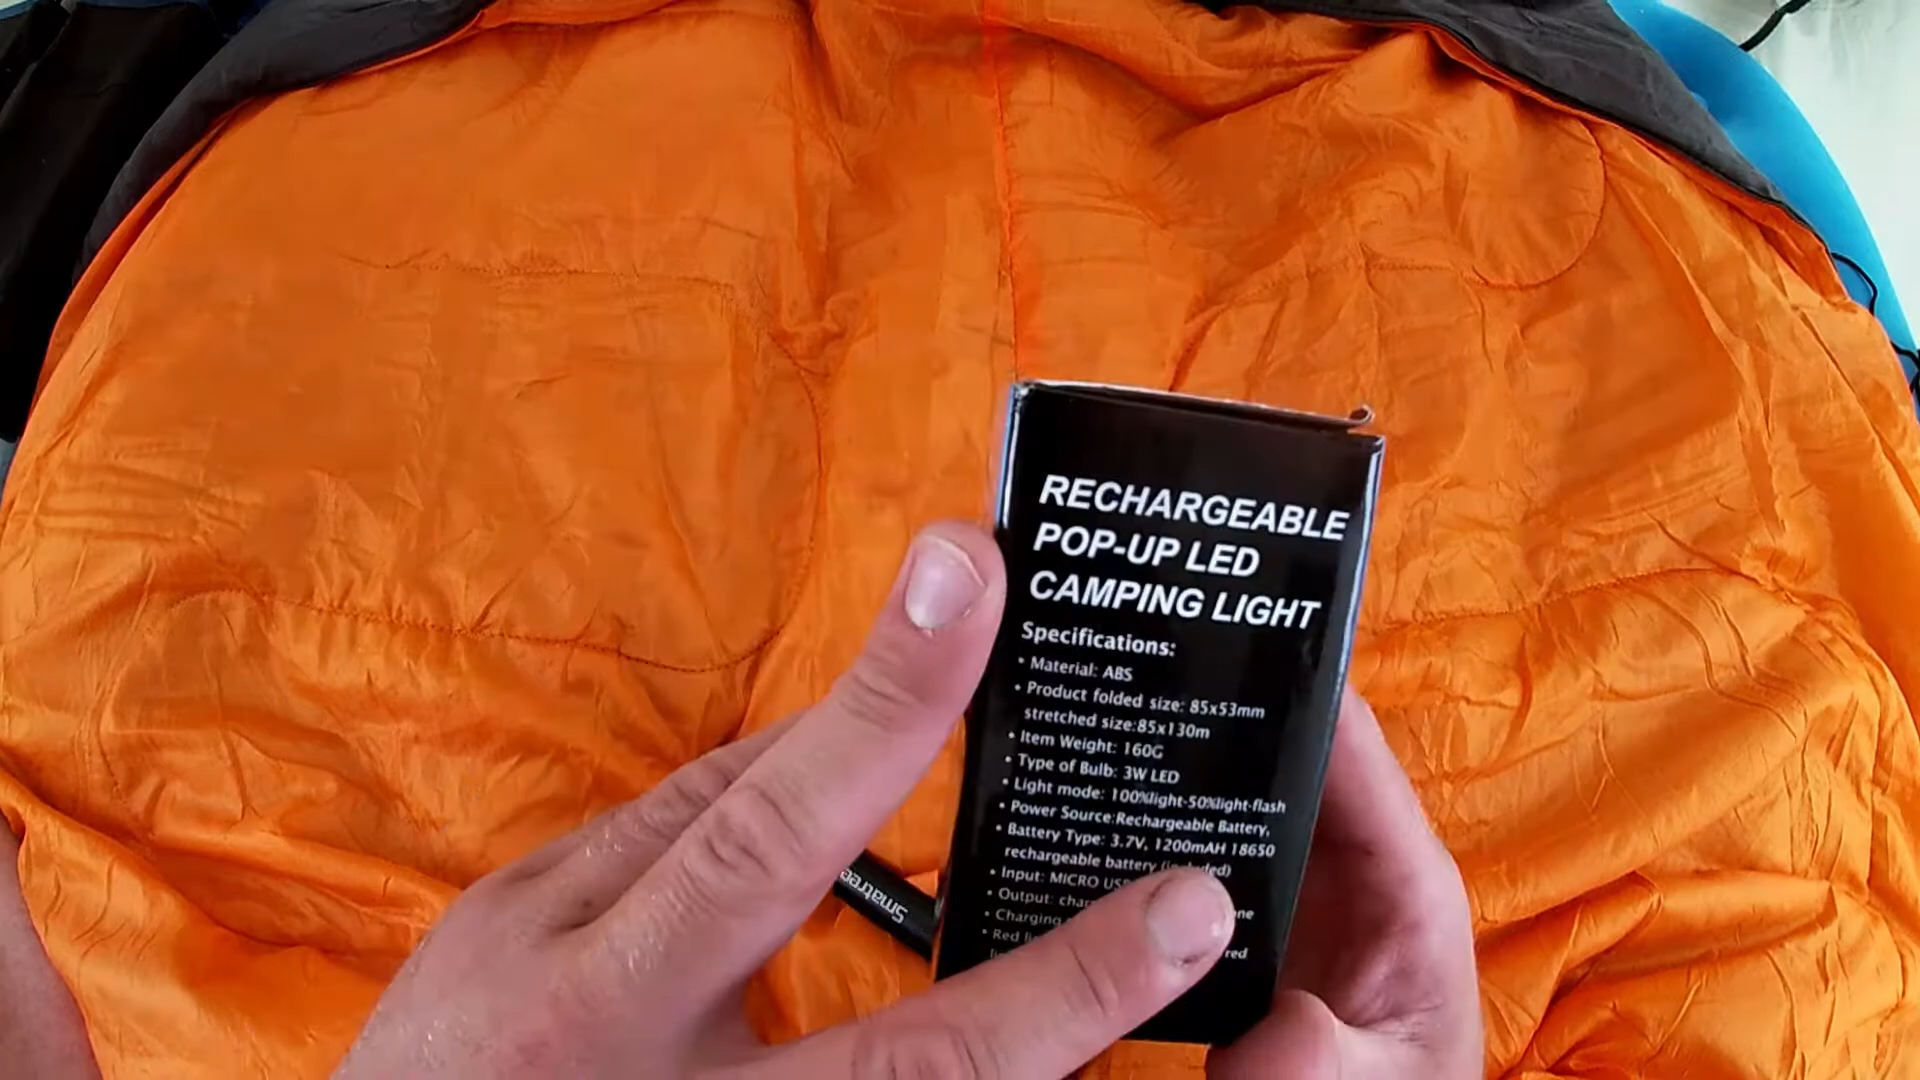 RECHARGEABLE
POP-UP LED
CAMPING LIGHT
Specifications:
• Material: ABS
• Product folded size: 85x53mm
stretched size:85x130m
• Item Weight: 160G
• Type of Bulb: 3W LED
• Light mode: 100%light-50%light-flash
• Power Source:Rechargeable Battery,
• Battery Type: 3.7V, 1200mAH 18650
rechargeable battery
• Input: MICRO
• Output:
• Charging
• Red
red
Smatree